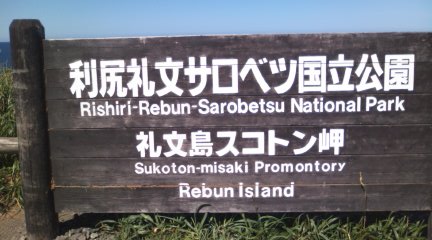 利尻礼文サロベツ国立公園
Rishiri-Rebun-Sarobetsu National Park
礼文島スコトン岬
Sukoton-misaki Promontory
Rebun Island